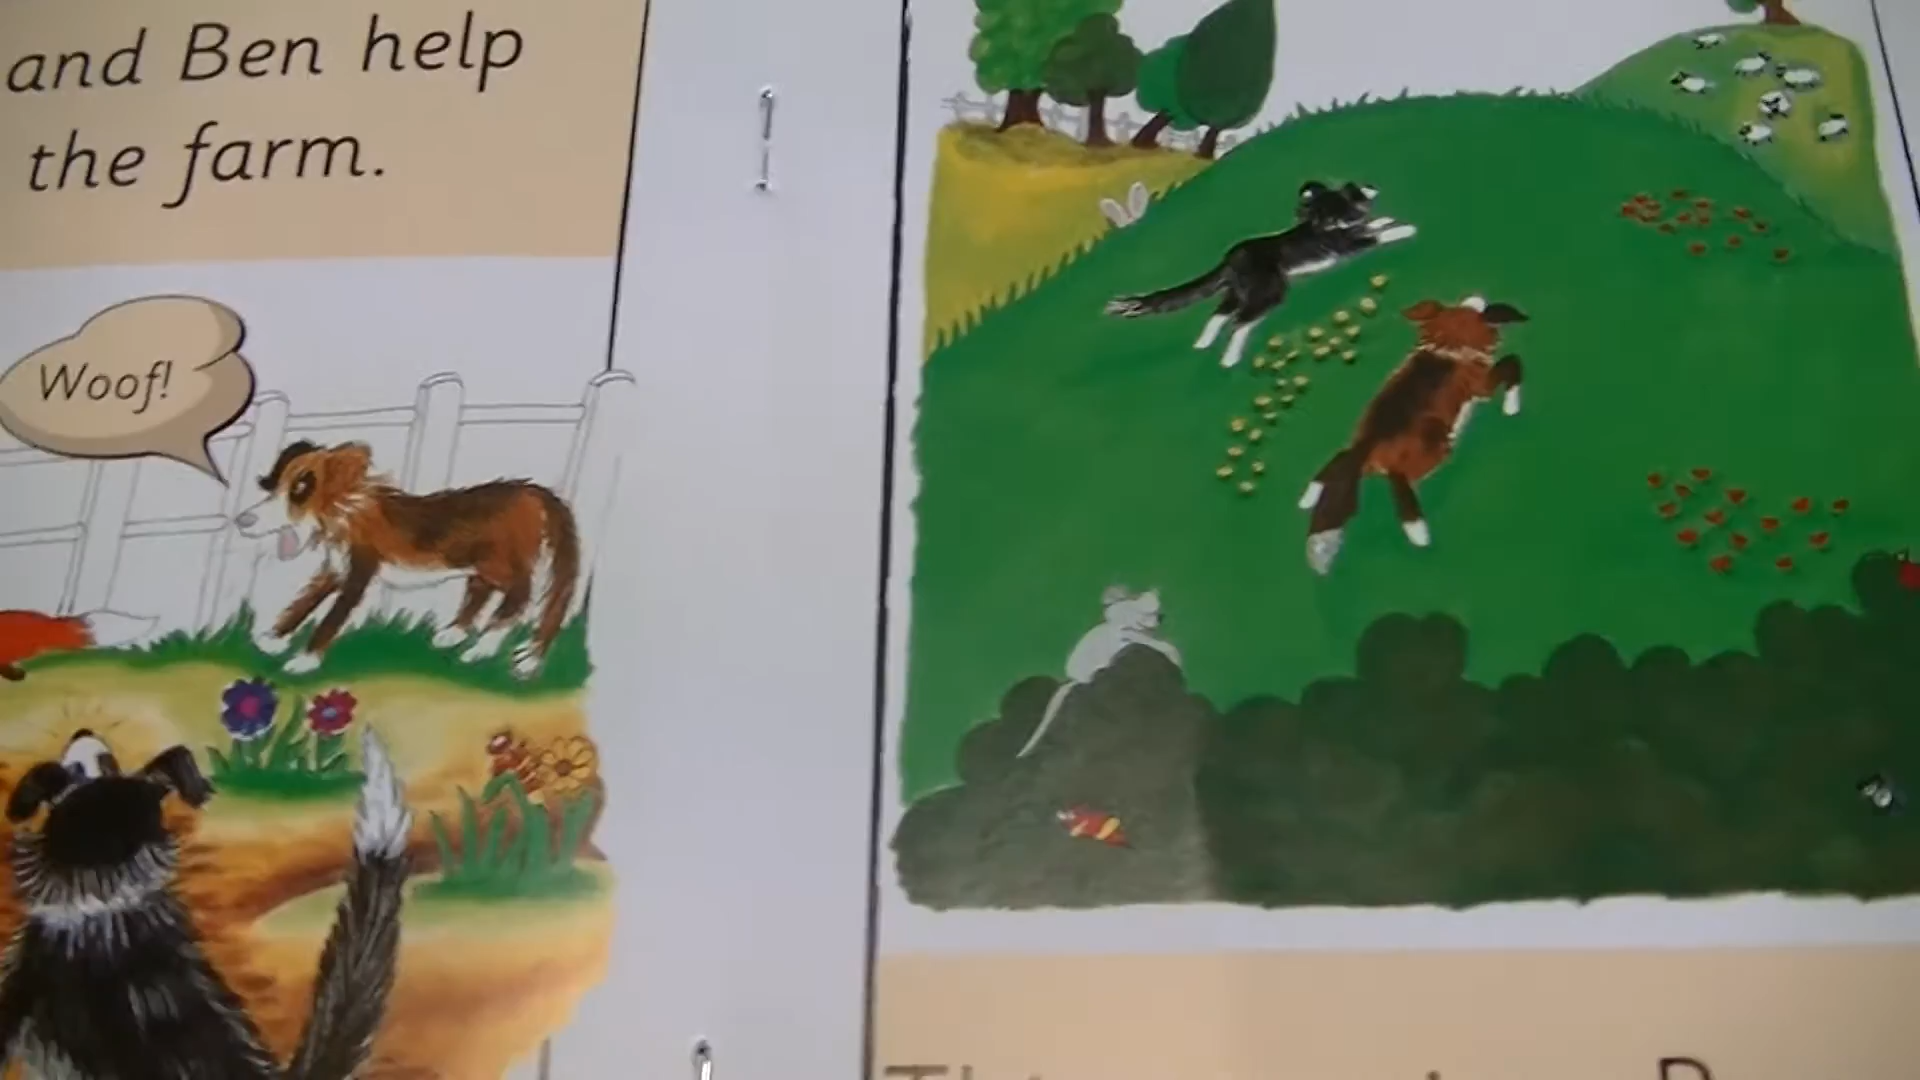 and Ben help
the farm.
Woof!